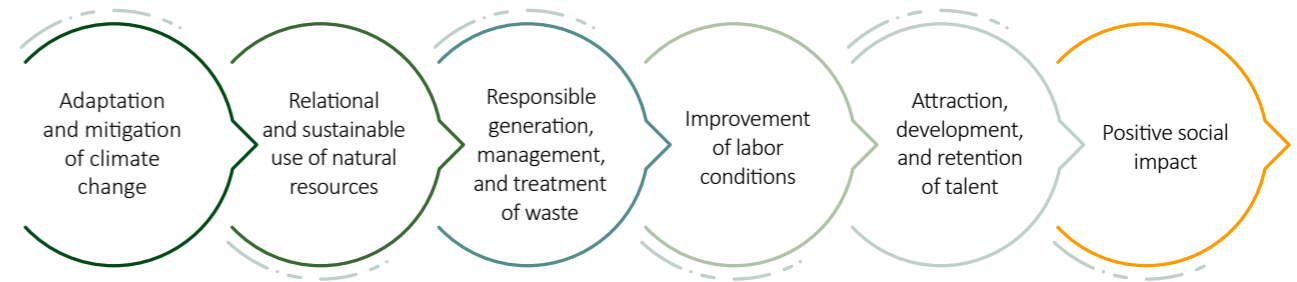 Adaptation
and mitigation
of climate
change
Relational
and sustainable
use of natural
resources
Responsible
generation,
management,
and treatment
of waste
Improvement
of labor
conditions
Attraction,
development,
and retention
of talent
Positive social
impact